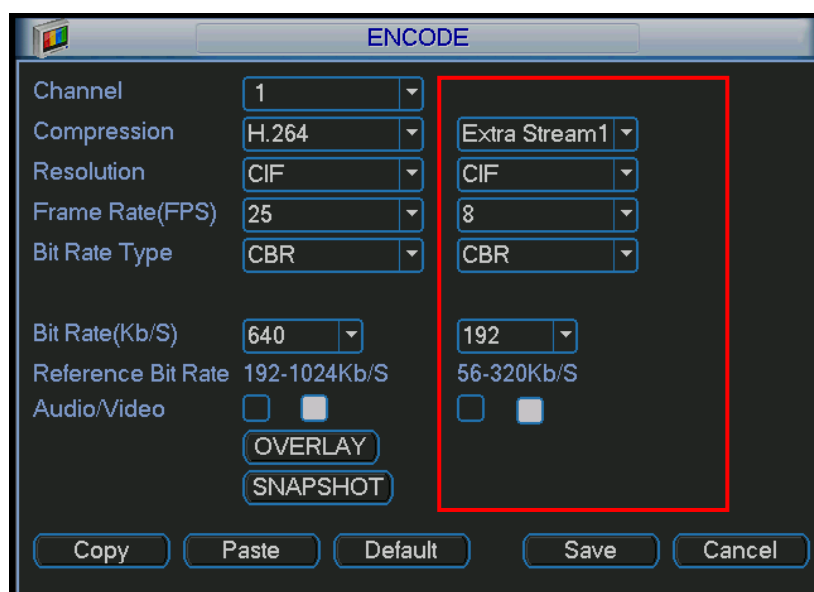 ENCODE
Channel 1
Compression H.264 Extra Stream1
Resolution CIF CIF
Frame Rate(FPS) 25 8
Bit Rate Type CBR CBR
Bit Rate(Kb/S) 640 192
Reference Bit Rate 192-1024Kb/S 56-320Kb/S
Audio/Video
OVERLAY
SNAPSHOT
Copy Paste Default Save Cancel